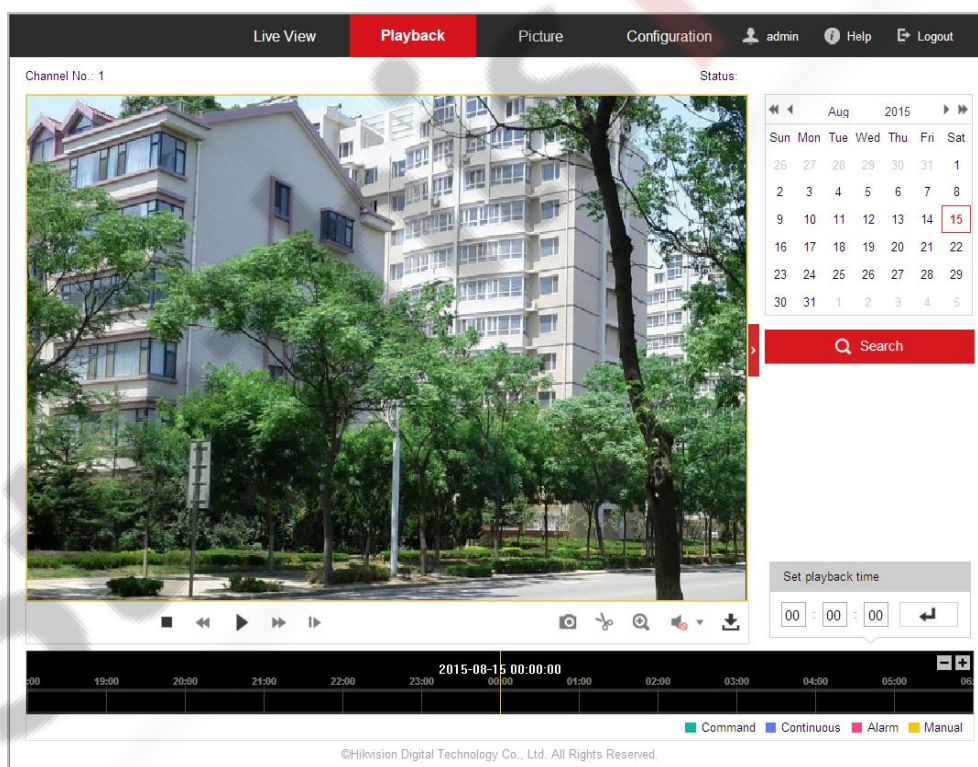 Live View Playback Picture Configuration admin Help Logout
Channel No.: 1 Status:
Aug 2015
Sun Mon Tue Wed Thu Fri Sat
26 27 28 29 30 31 1
2 3 4 5 6 7 8
9 10 11 12 13 14 15
16 17 18 19 20 21 22
23 24 25 26 27 28 29
30 31 1 2 3 4 5
Search
Set playback time
00 : 00 : 00
2015-08-15 00:00:00
:00 19:00 20:00 21:00 22:00 23:00 00:00 01:00 02:00 03:00 04:00 05:00 06:
Command Continuous Alarm Manual
©Hikvision Digital Technology Co., Ltd. All Rights Reserved.